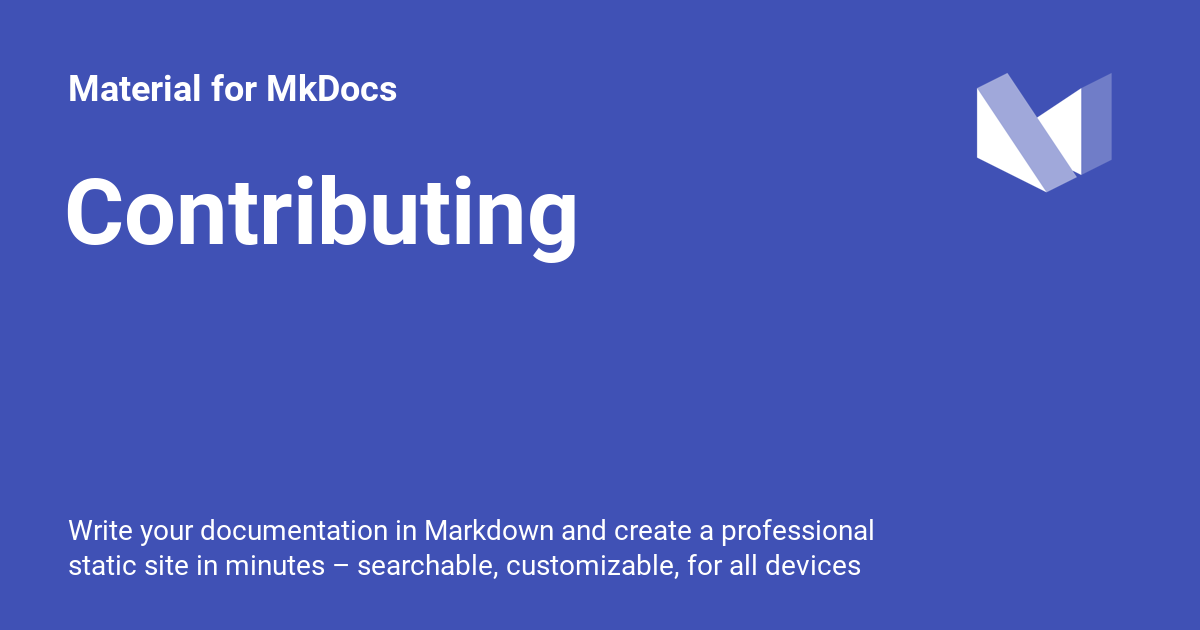 Material for MkDocs
Contributing
Write your documentation in Markdown and create a professional
static site in minutes – searchable, customizable, for all devices